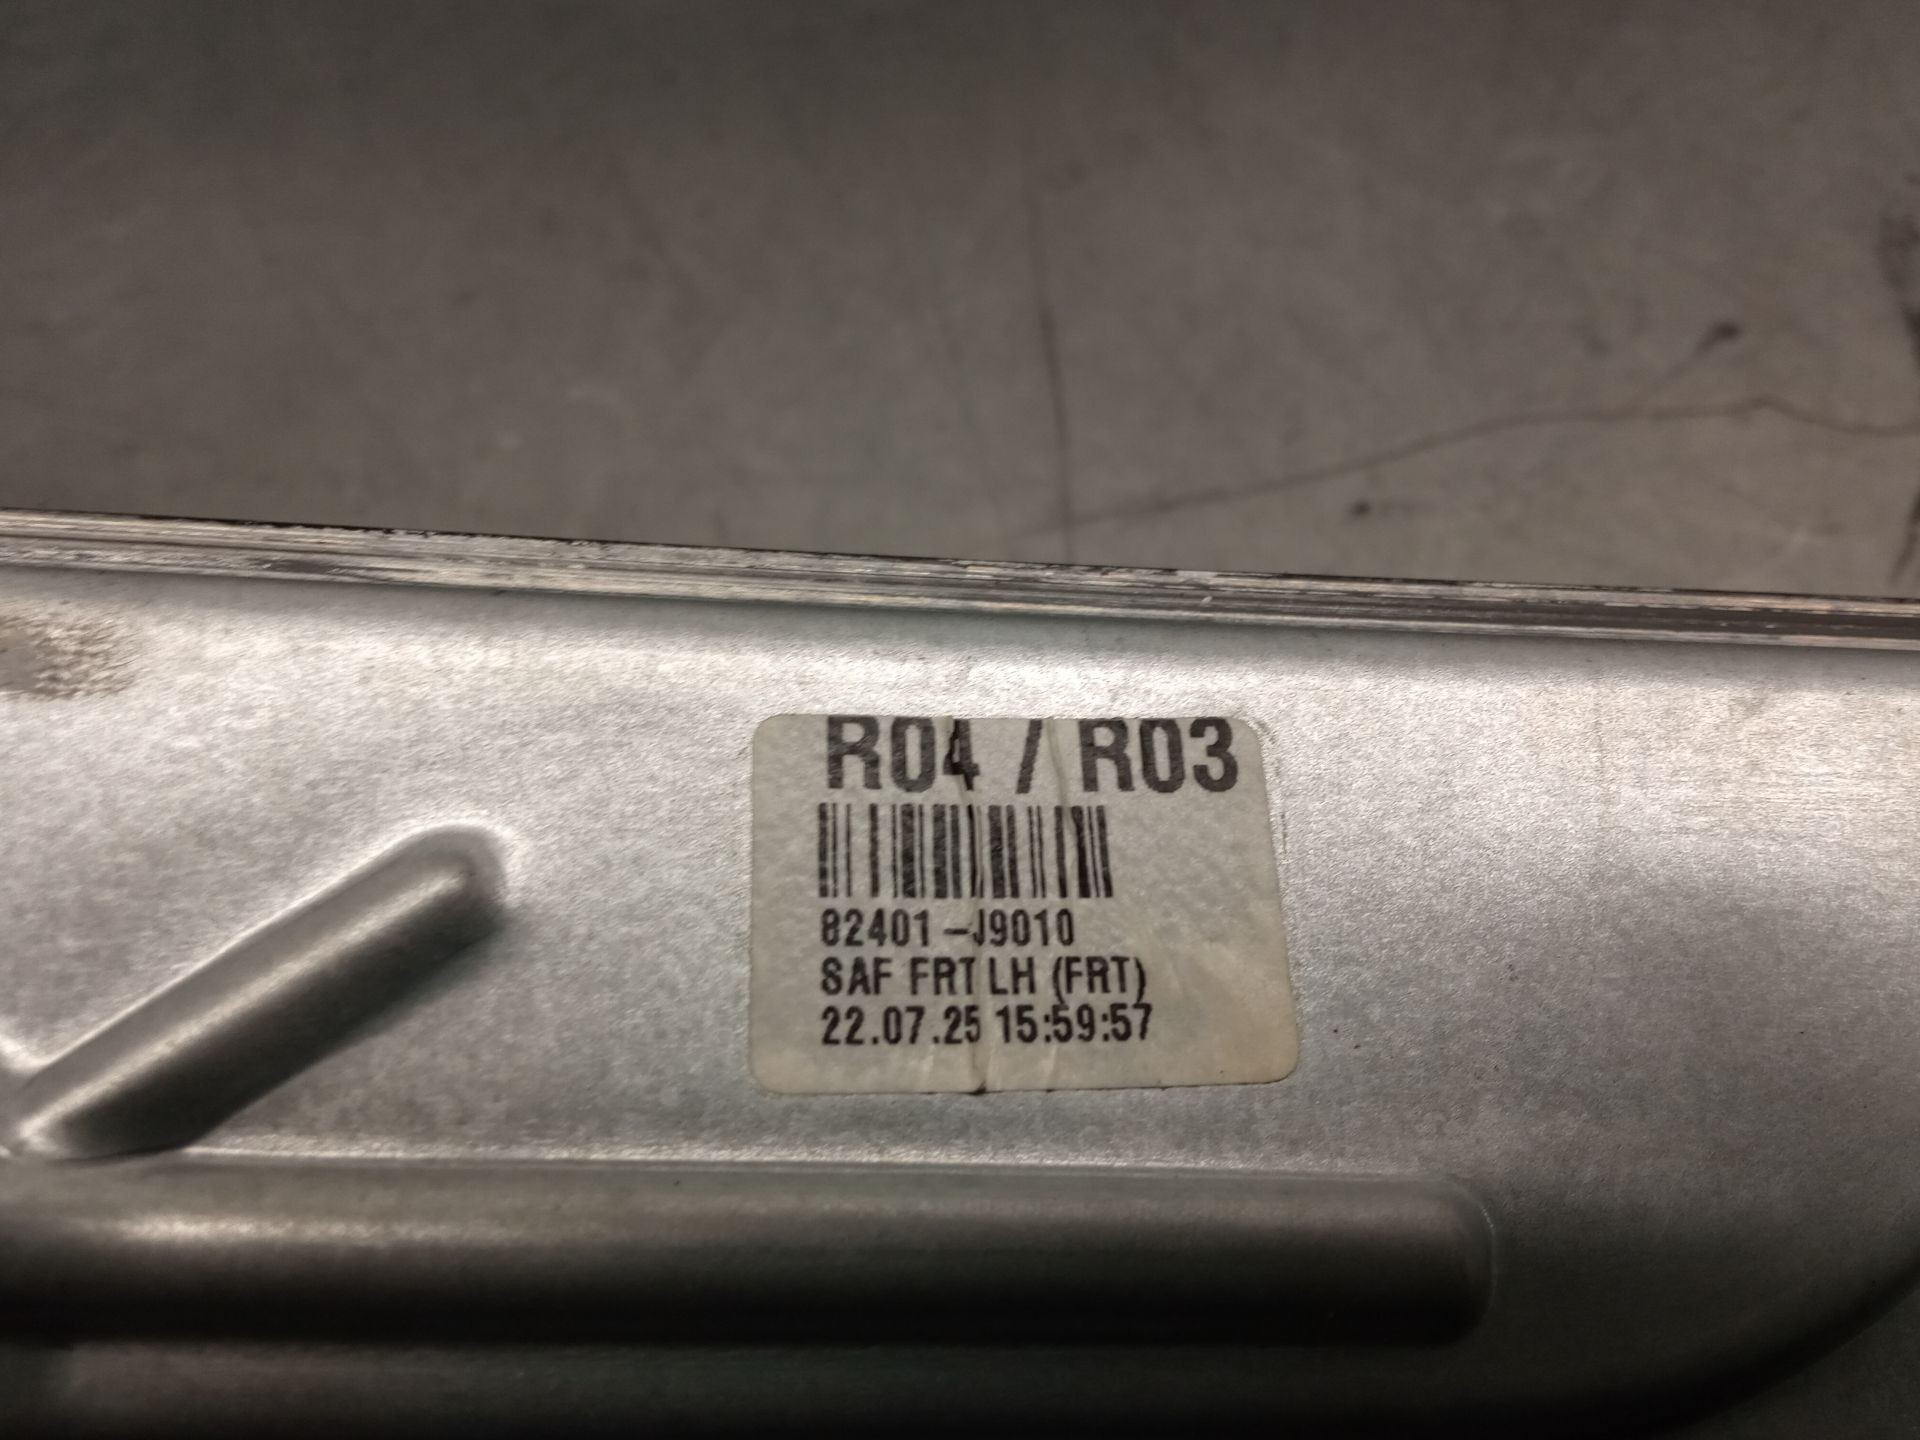 R04 / R03
82401-J9010
SAF FRT LH (FRT)
22.07.25 15:59:57